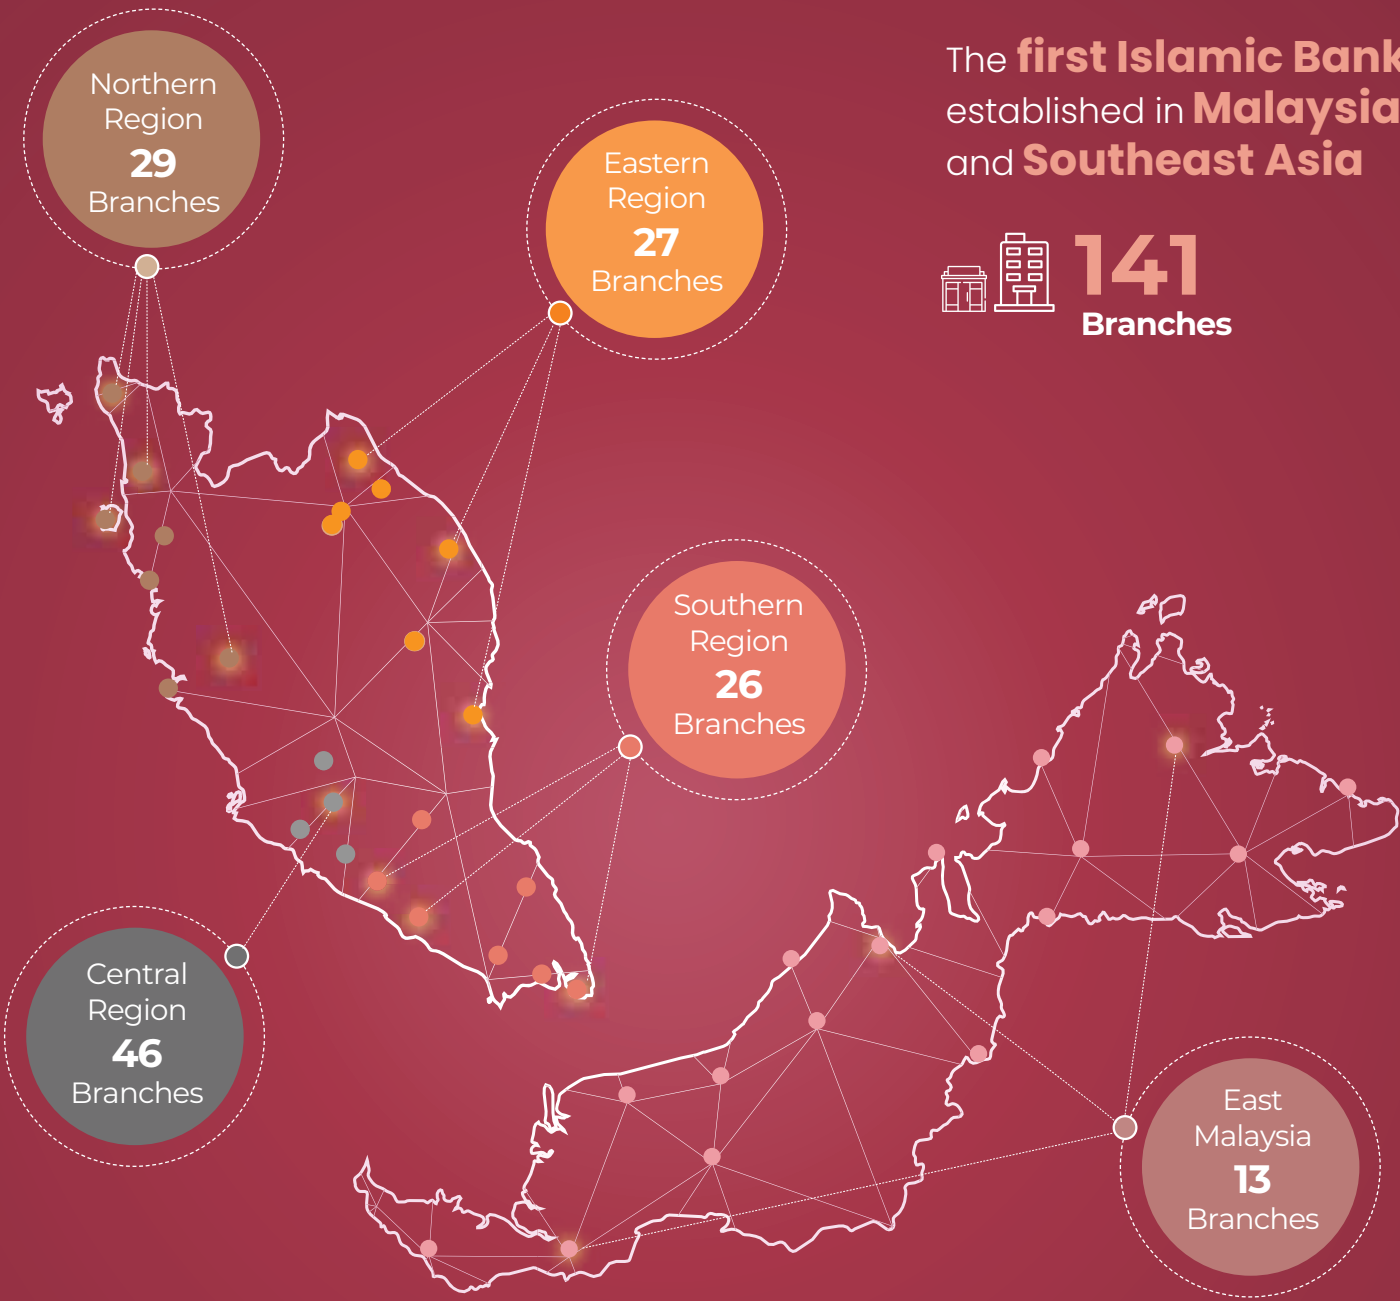 Northern
Region
29
Branches
Eastern
Region
27
Branches
The first Islamic Bank
established in Malaysia
and Southeast Asia
141
Branches
Southern
Region
26
Branches
Central
Region
46
Branches
East
Malaysia
13
Branches